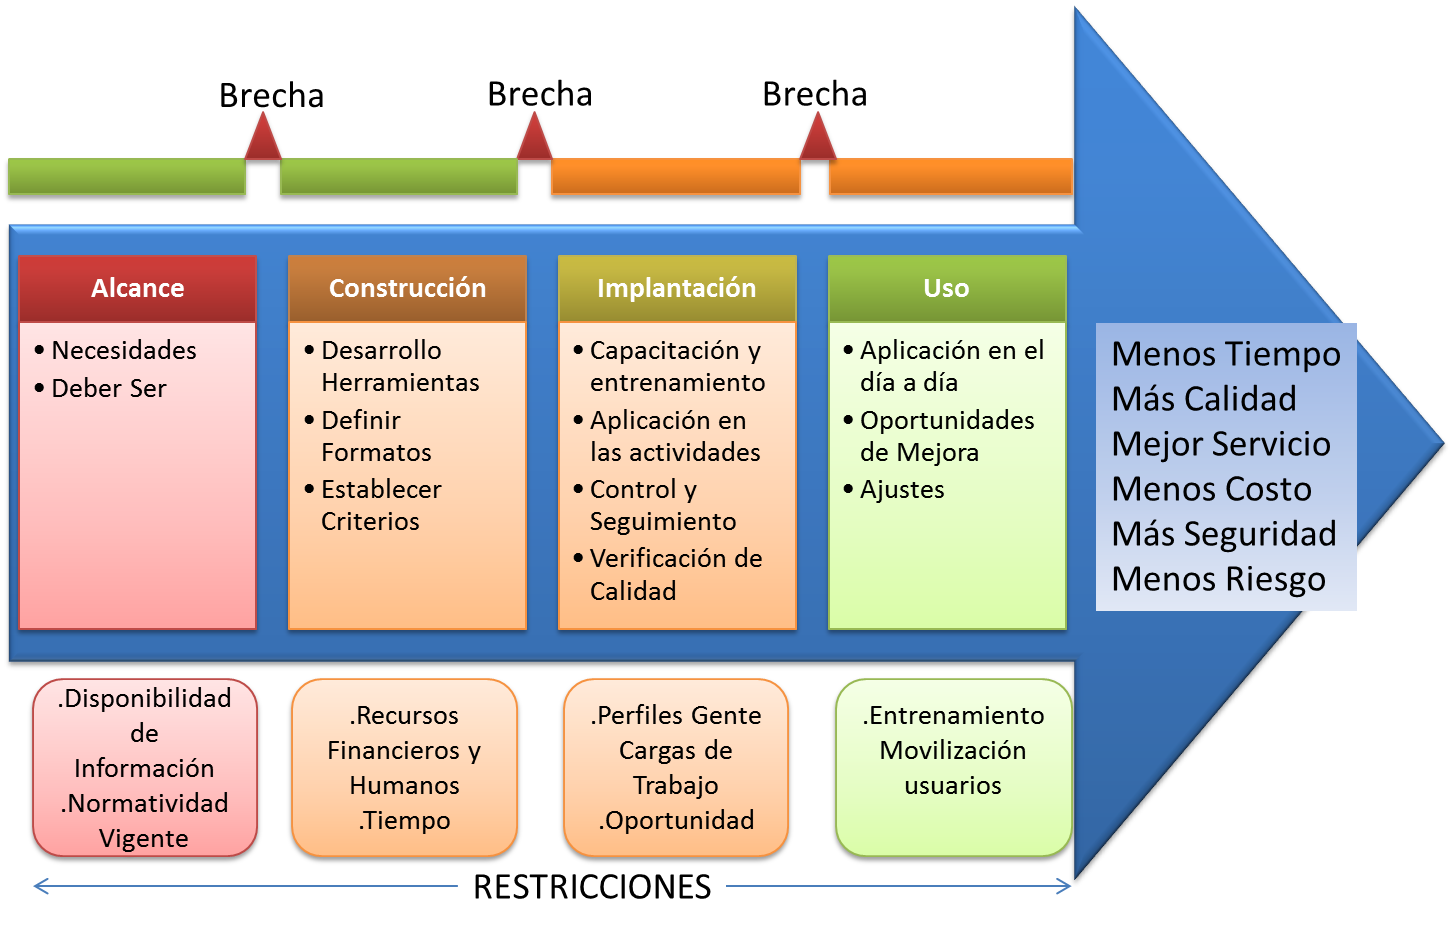 Brecha
Brecha
Brecha
Alcance
• Necesidades
• Deber Ser
Construcción
• Desarrollo
Herramientas
• Definir
Formatos
• Establecer
Criterios
Implantación
• Capacitación y
entrenamiento
• Aplicación en
las actividades
• Control y
Seguimiento
• Verificación de
Calidad
Uso
• Aplicación en el
día a día
• Oportunidades
de Mejora
• Ajustes
Menos Tiempo
Más Calidad
Mejor Servicio
Menos Costo
Más Seguridad
Menos Riesgo
.Disponibilidad
de
Información
.Normatividad
Vigente
.Recursos
Financieros y
Humanos
.Tiempo
.Perfiles Gente
Cargas de
Trabajo
.Oportunidad
.Entrenamiento
Movilización
usuarios
RESTRICCIONES